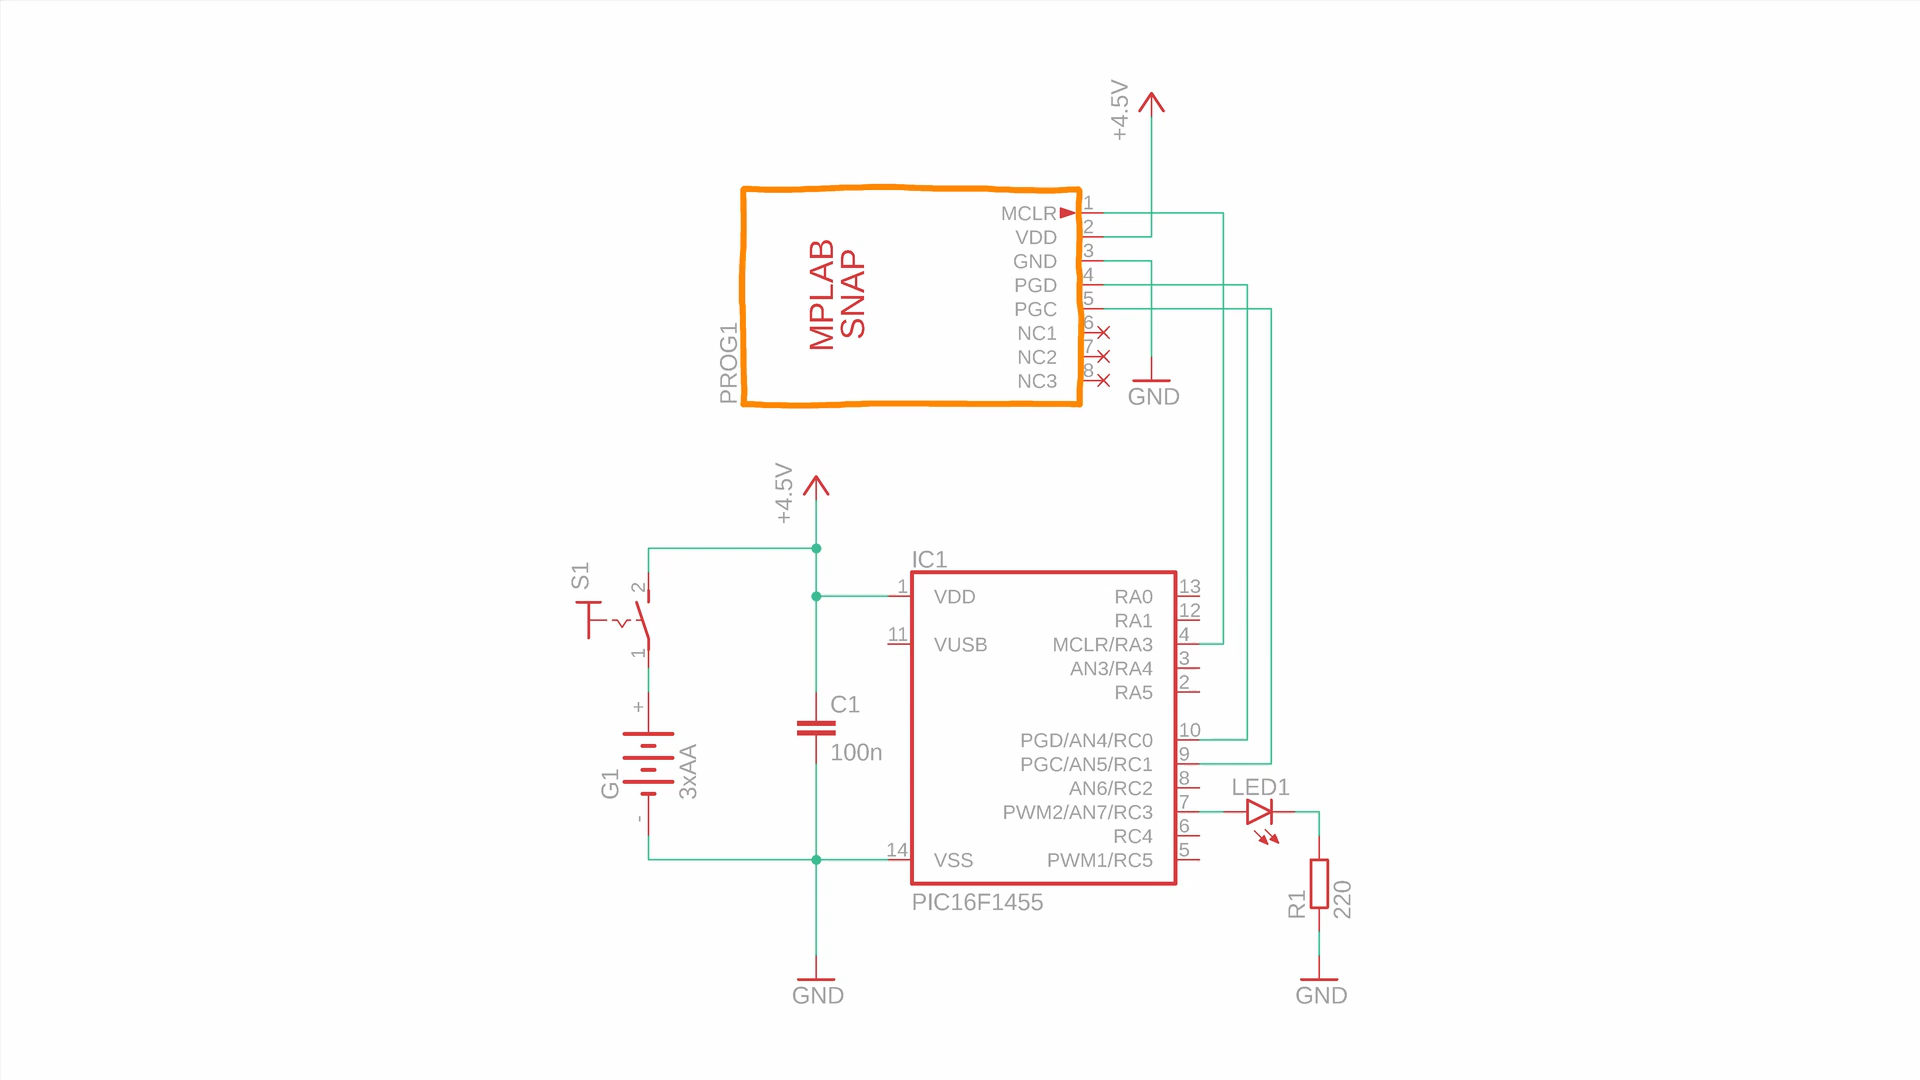 +4.5V
PROG1
MPLAB
SNAP
MCLR 1
VDD 2
GND 3
PGD 4
PGC 5
NC1 6
NC2 7
NC3 8
GND
+4.5V
S1
2
1
+
G1
3xAA
-
C1
100n
GND
IC1
1 VDD
11 VUSB
14 VSS
RA0 13
RA1 12
MCLR/RA3 4
AN3/RA4 3
RA5 2
PGD/AN4/RC0 10
PGC/AN5/RC1 9
AN6/RC2 8
PWM2/AN7/RC3 7
RC4 6
PWM1/RC5 5
PIC16F1455
LED1
R1
220
GND